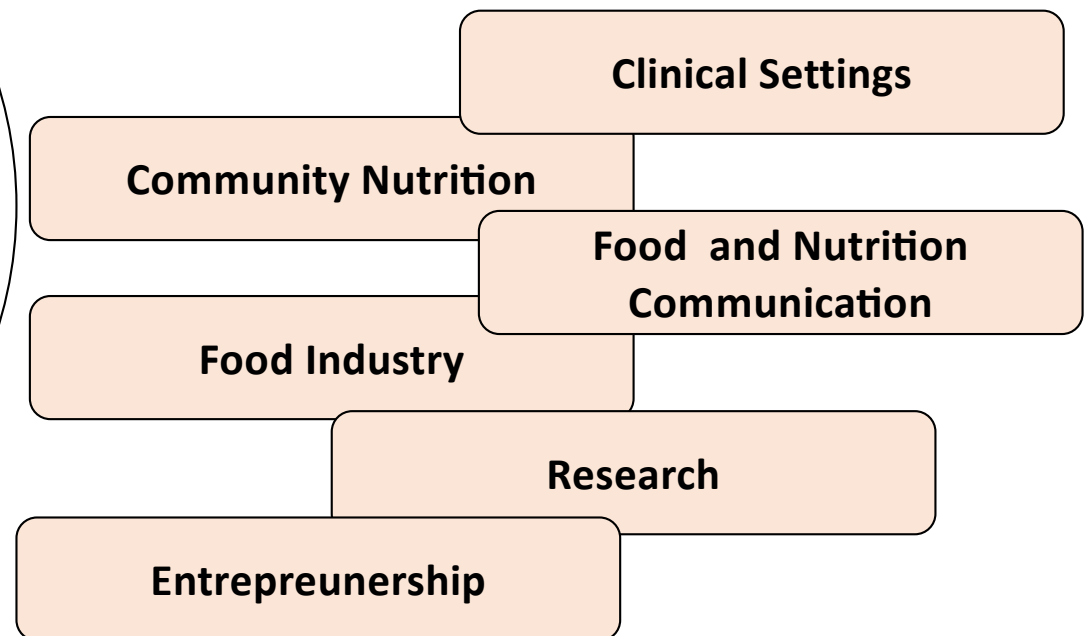 Clinical Settings
Community Nutrition
Food and Nutrition
Communication
Food Industry
Research
Entrepreunership